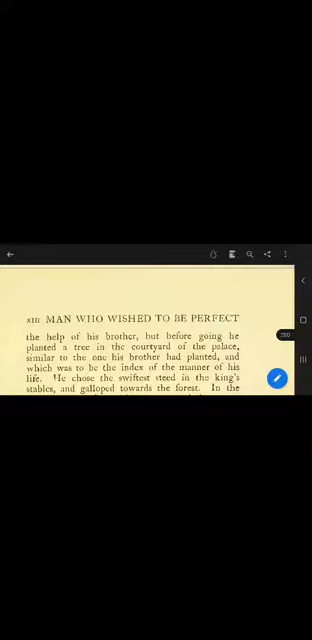 xiii MAN WHO WISHED TO BE PERFECT
the help of his brother, but before going he
planted a tree in the courtyard of the palace,
similar to the one his brother had planted, and
which was to be the index of the manner of his
life. He chose the swiftest steed in the king's
stables, and galloped towards the forest. In the
280